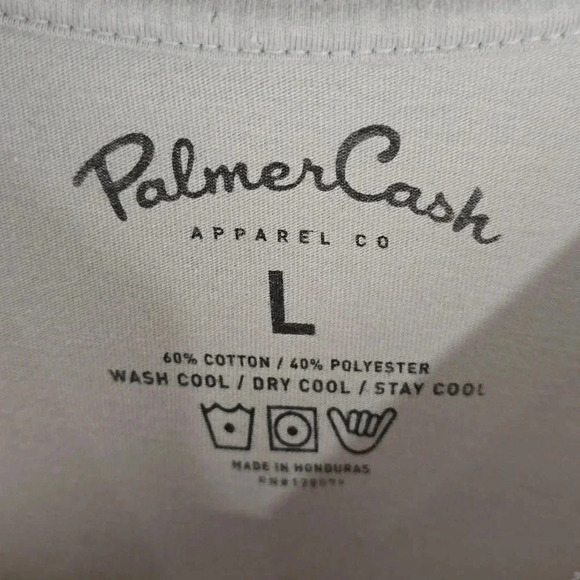 PalmerCash
APPAREL CO
L
60% COTTON / 40% POLYESTER
WASH COOL / DRY COOL / STAY COOL
MADE IN HONDURAS